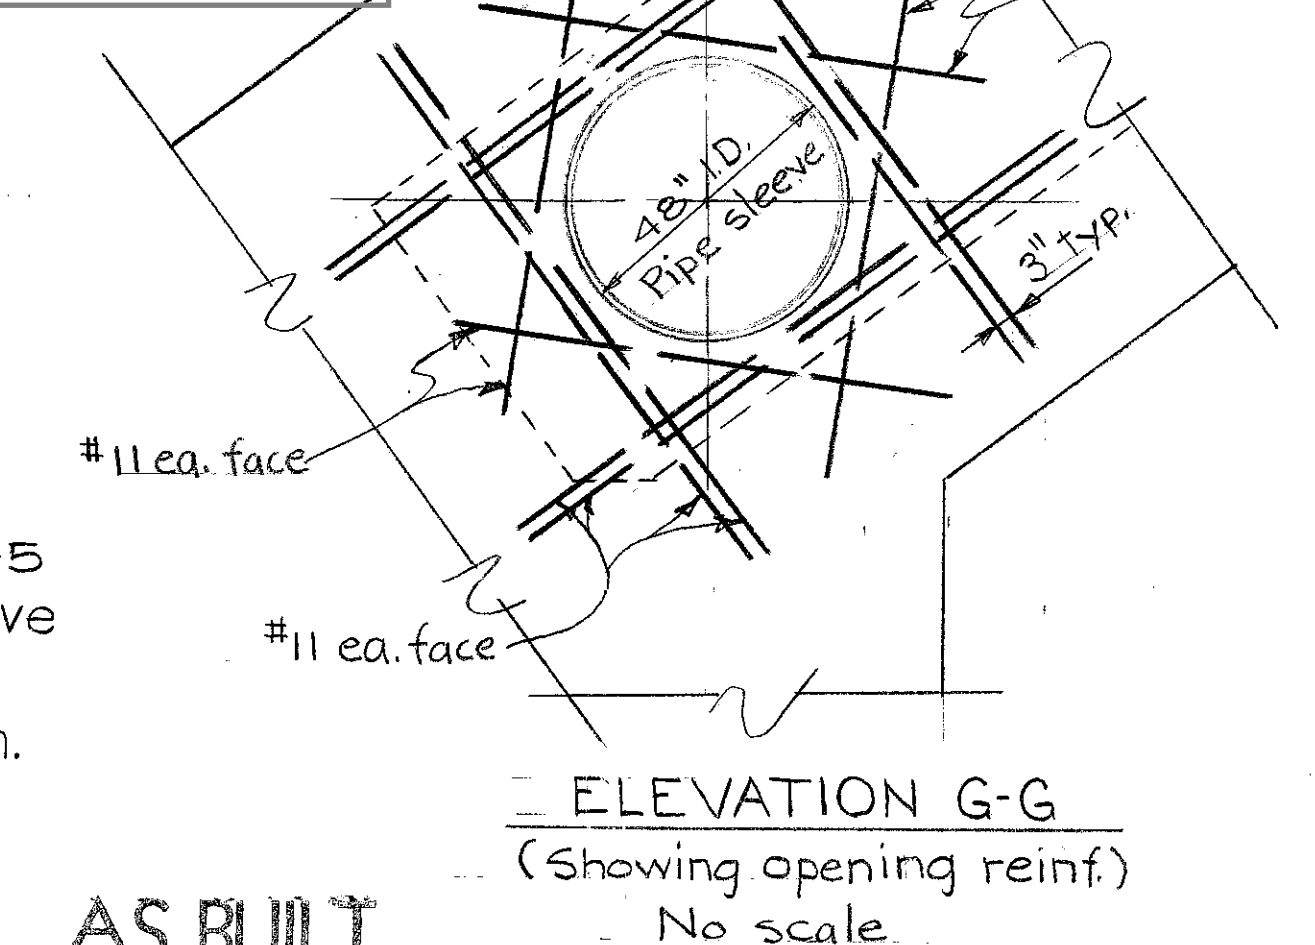 48" I.D.
Pipe sleeve
3" typ.
#11 ea. face
-5
ve
#11 ea. face
n.
ELEVATION G-G
(Showing opening reinf.)
No scale
AS BUILT